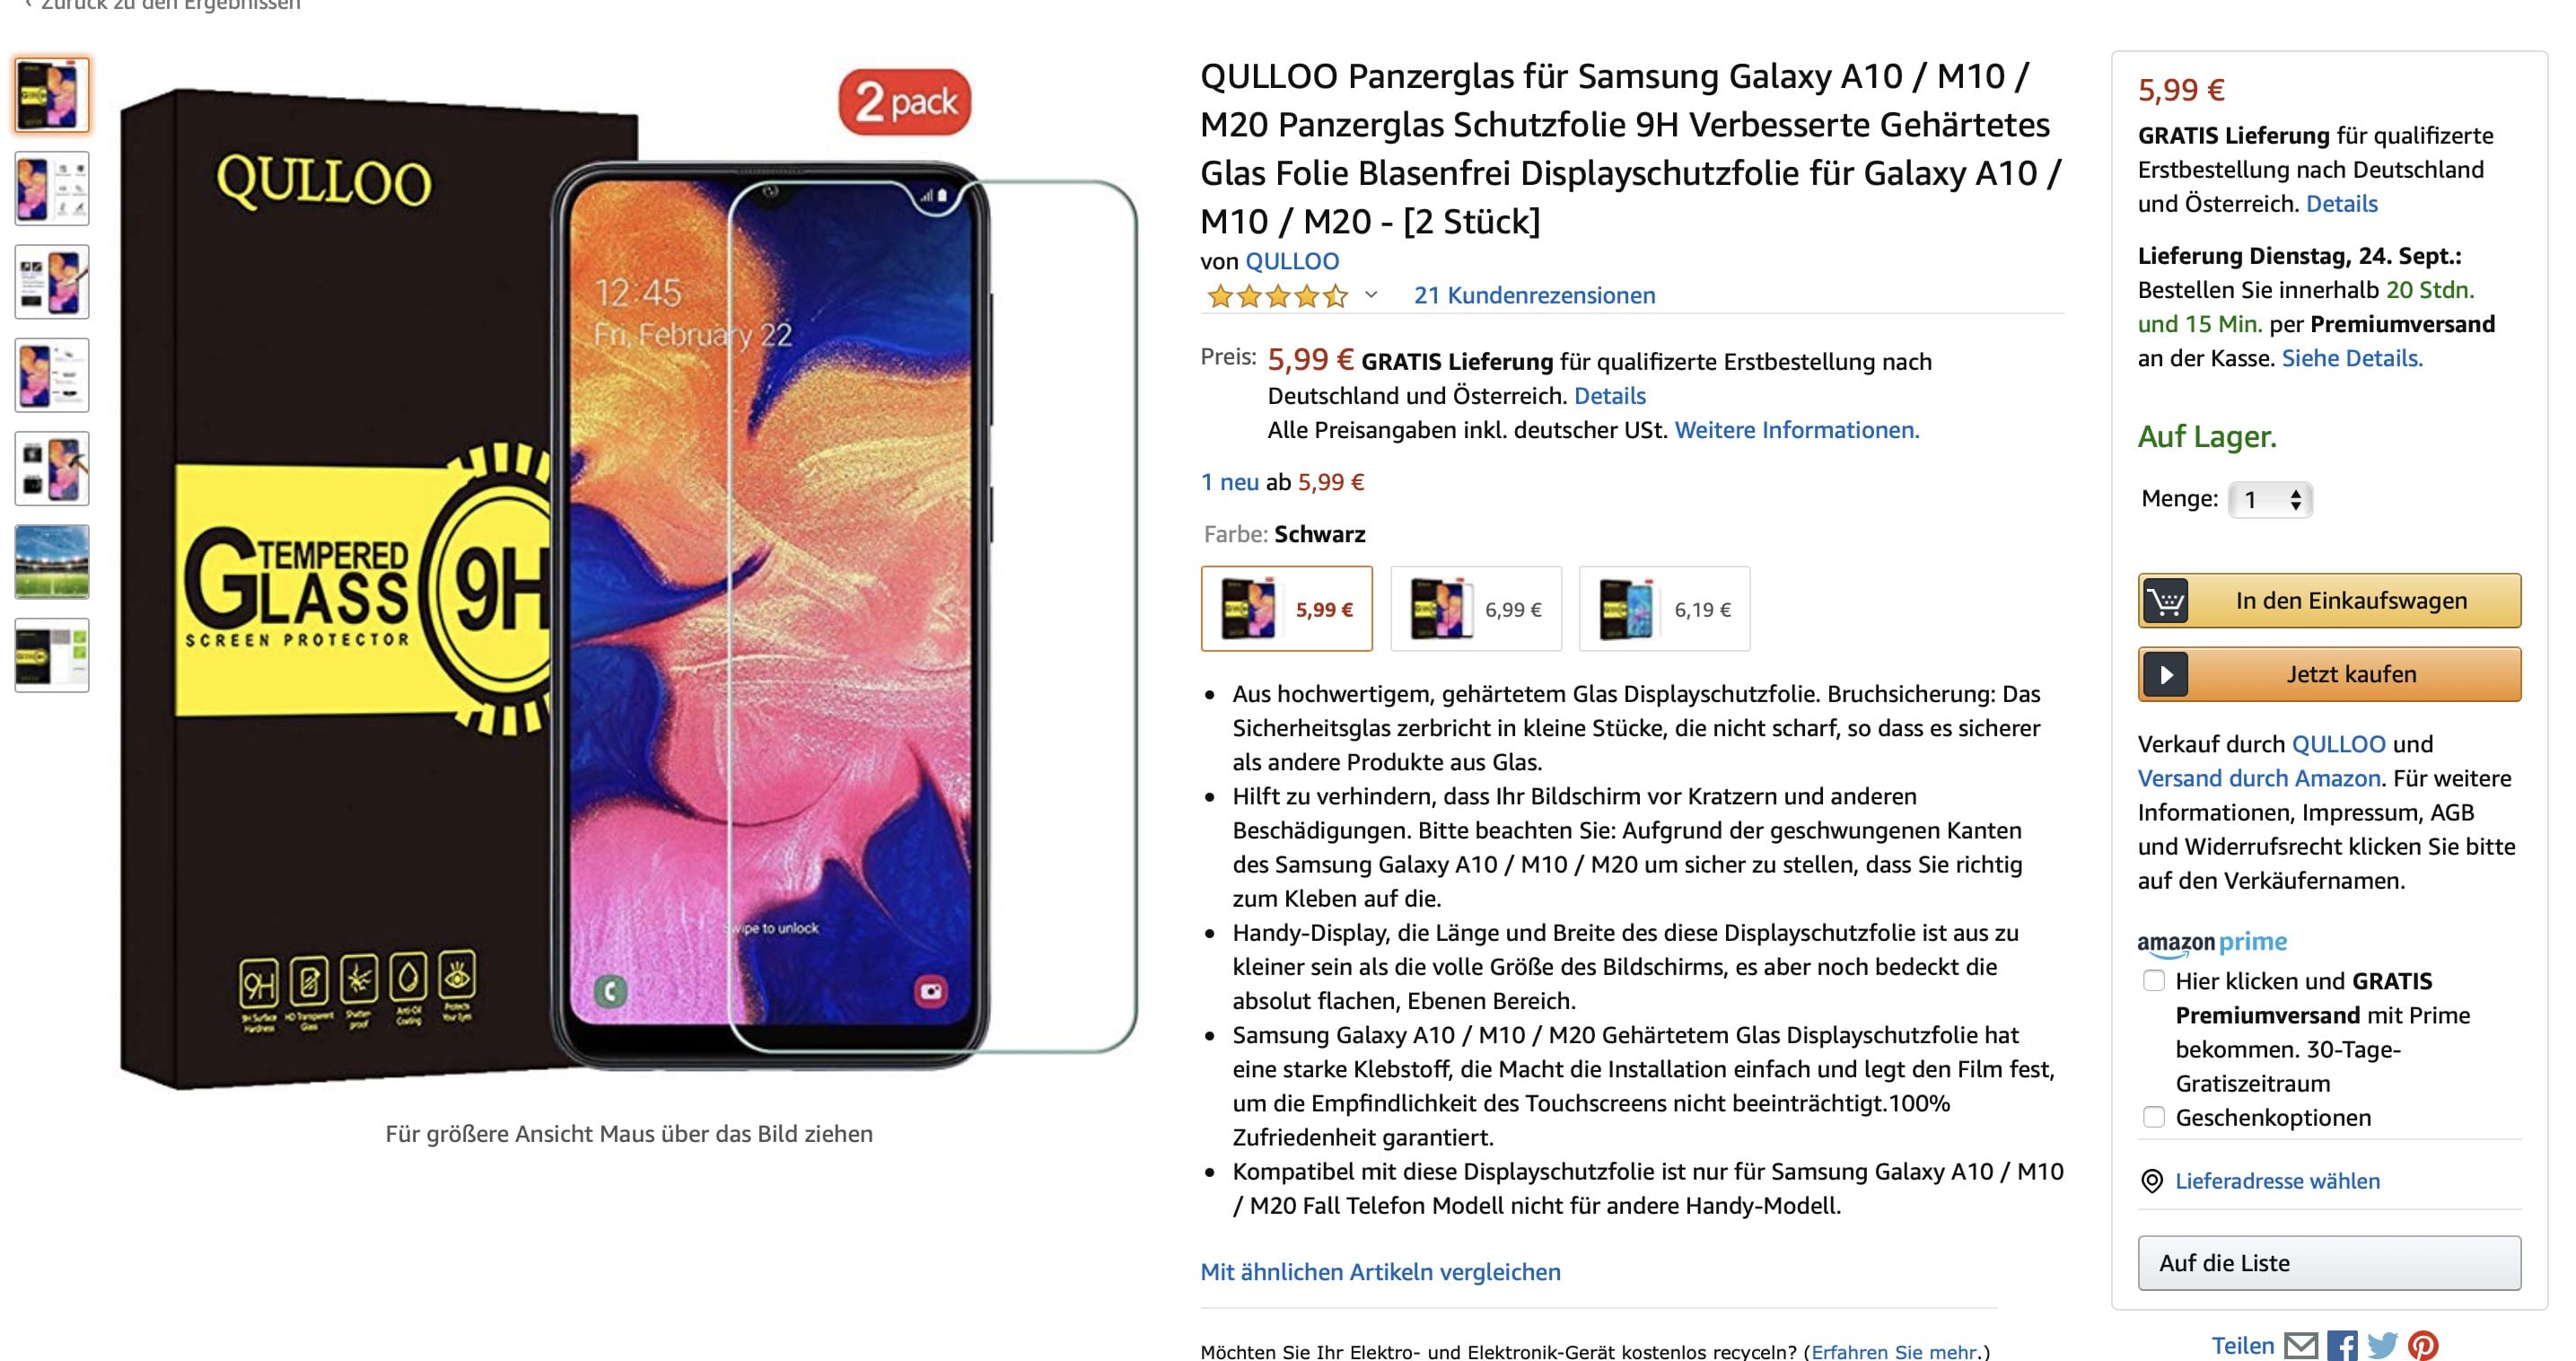 ‹ Zurück zu den Ergebnissen
2 pack
QULLOO
12:45
Fri, February 22
TEMPERED
GLASS
SCREEN PROTECTOR
9H
wipe to unlock
9H
9H Surface Hardness
HD Transparent Glass
Shatter-proof
Anti-Oil Coating
Protects Your Eyes
Für größere Ansicht Maus über das Bild ziehen
QULLOO Panzerglas für Samsung Galaxy A10 / M10 /
M20 Panzerglas Schutzfolie 9H Verbesserte Gehärtetes
Glas Folie Blasenfrei Displayschutzfolie für Galaxy A10 /
M10 / M20 - [2 Stück]
von QULLOO
21 Kundenrezensionen
Preis: 5,99 € GRATIS Lieferung für qualifizerte Erstbestellung nach
Deutschland und Österreich. Details
Alle Preisangaben inkl. deutscher USt. Weitere Informationen.
1 neu ab 5,99 €
Farbe: Schwarz
5,99 €
6,99 €
6,19 €
• Aus hochwertigem, gehärtetem Glas Displayschutzfolie. Bruchsicherung: Das
Sicherheitsglas zerbricht in kleine Stücke, die nicht scharf, so dass es sicherer
als andere Produkte aus Glas.
• Hilft zu verhindern, dass Ihr Bildschirm vor Kratzern und anderen
Beschädigungen. Bitte beachten Sie: Aufgrund der geschwungenen Kanten
des Samsung Galaxy A10 / M10 / M20 um sicher zu stellen, dass Sie richtig
zum Kleben auf die.
• Handy-Display, die Länge und Breite des diese Displayschutzfolie ist aus zu
kleiner sein als die volle Größe des Bildschirms, es aber noch bedeckt die
absolut flachen, Ebenen Bereich.
• Samsung Galaxy A10 / M10 / M20 Gehärtetem Glas Displayschutzfolie hat
eine starke Klebstoff, die Macht die Installation einfach und legt den Film fest,
um die Empfindlichkeit des Touchscreens nicht beeinträchtigt.100%
Zufriedenheit garantiert.
• Kompatibel mit diese Displayschutzfolie ist nur für Samsung Galaxy A10 / M10
/ M20 Fall Telefon Modell nicht für andere Handy-Modell.
Mit ähnlichen Artikeln vergleichen
Möchten Sie Ihr Elektro- und Elektronik-Gerät kostenlos recyceln? (Erfahren Sie mehr.)
5,99 €
GRATIS Lieferung für qualifizerte
Erstbestellung nach Deutschland
und Österreich. Details
Lieferung Dienstag, 24. Sept.:
Bestellen Sie innerhalb 20 Stdn.
und 15 Min. per Premiumversand
an der Kasse. Siehe Details.
Auf Lager.
Menge: 1
In den Einkaufswagen
Jetzt kaufen
Verkauf durch QULLOO und
Versand durch Amazon. Für weitere
Informationen, Impressum, AGB
und Widerrufsrecht klicken Sie bitte
auf den Verkäufernamen.
amazon prime
Hier klicken und GRATIS
Premiumversand mit Prime
bekommen. 30-Tage-
Gratiszeitraum
Geschenkoptionen
Lieferadresse wählen
Auf die Liste
Teilen